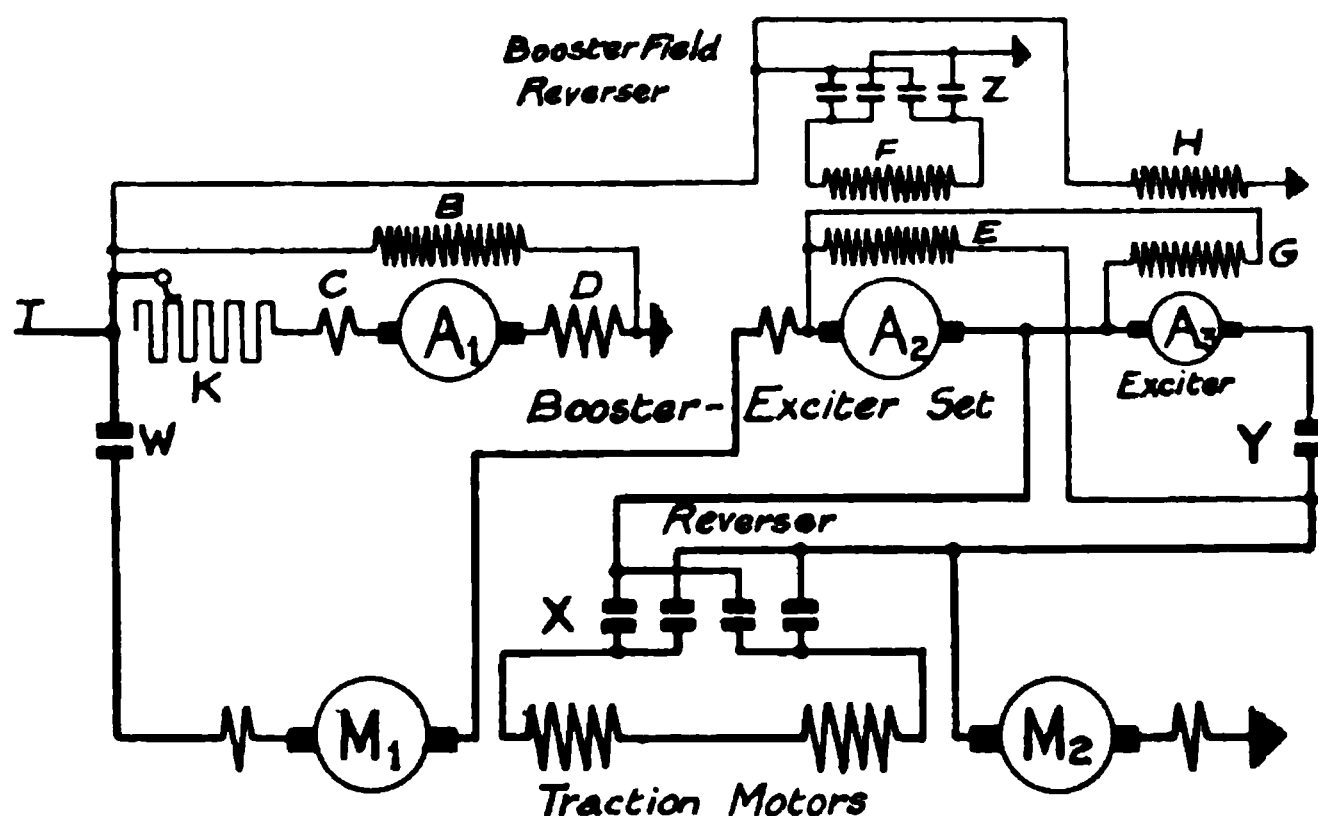 Booster Field
Reverser
Z
F
H
B
E
G
C
D
T
A1
A2
A3
K
Exciter
Booster-Exciter Set
W
Y
Reverser
X
M1
M2
Traction Motors